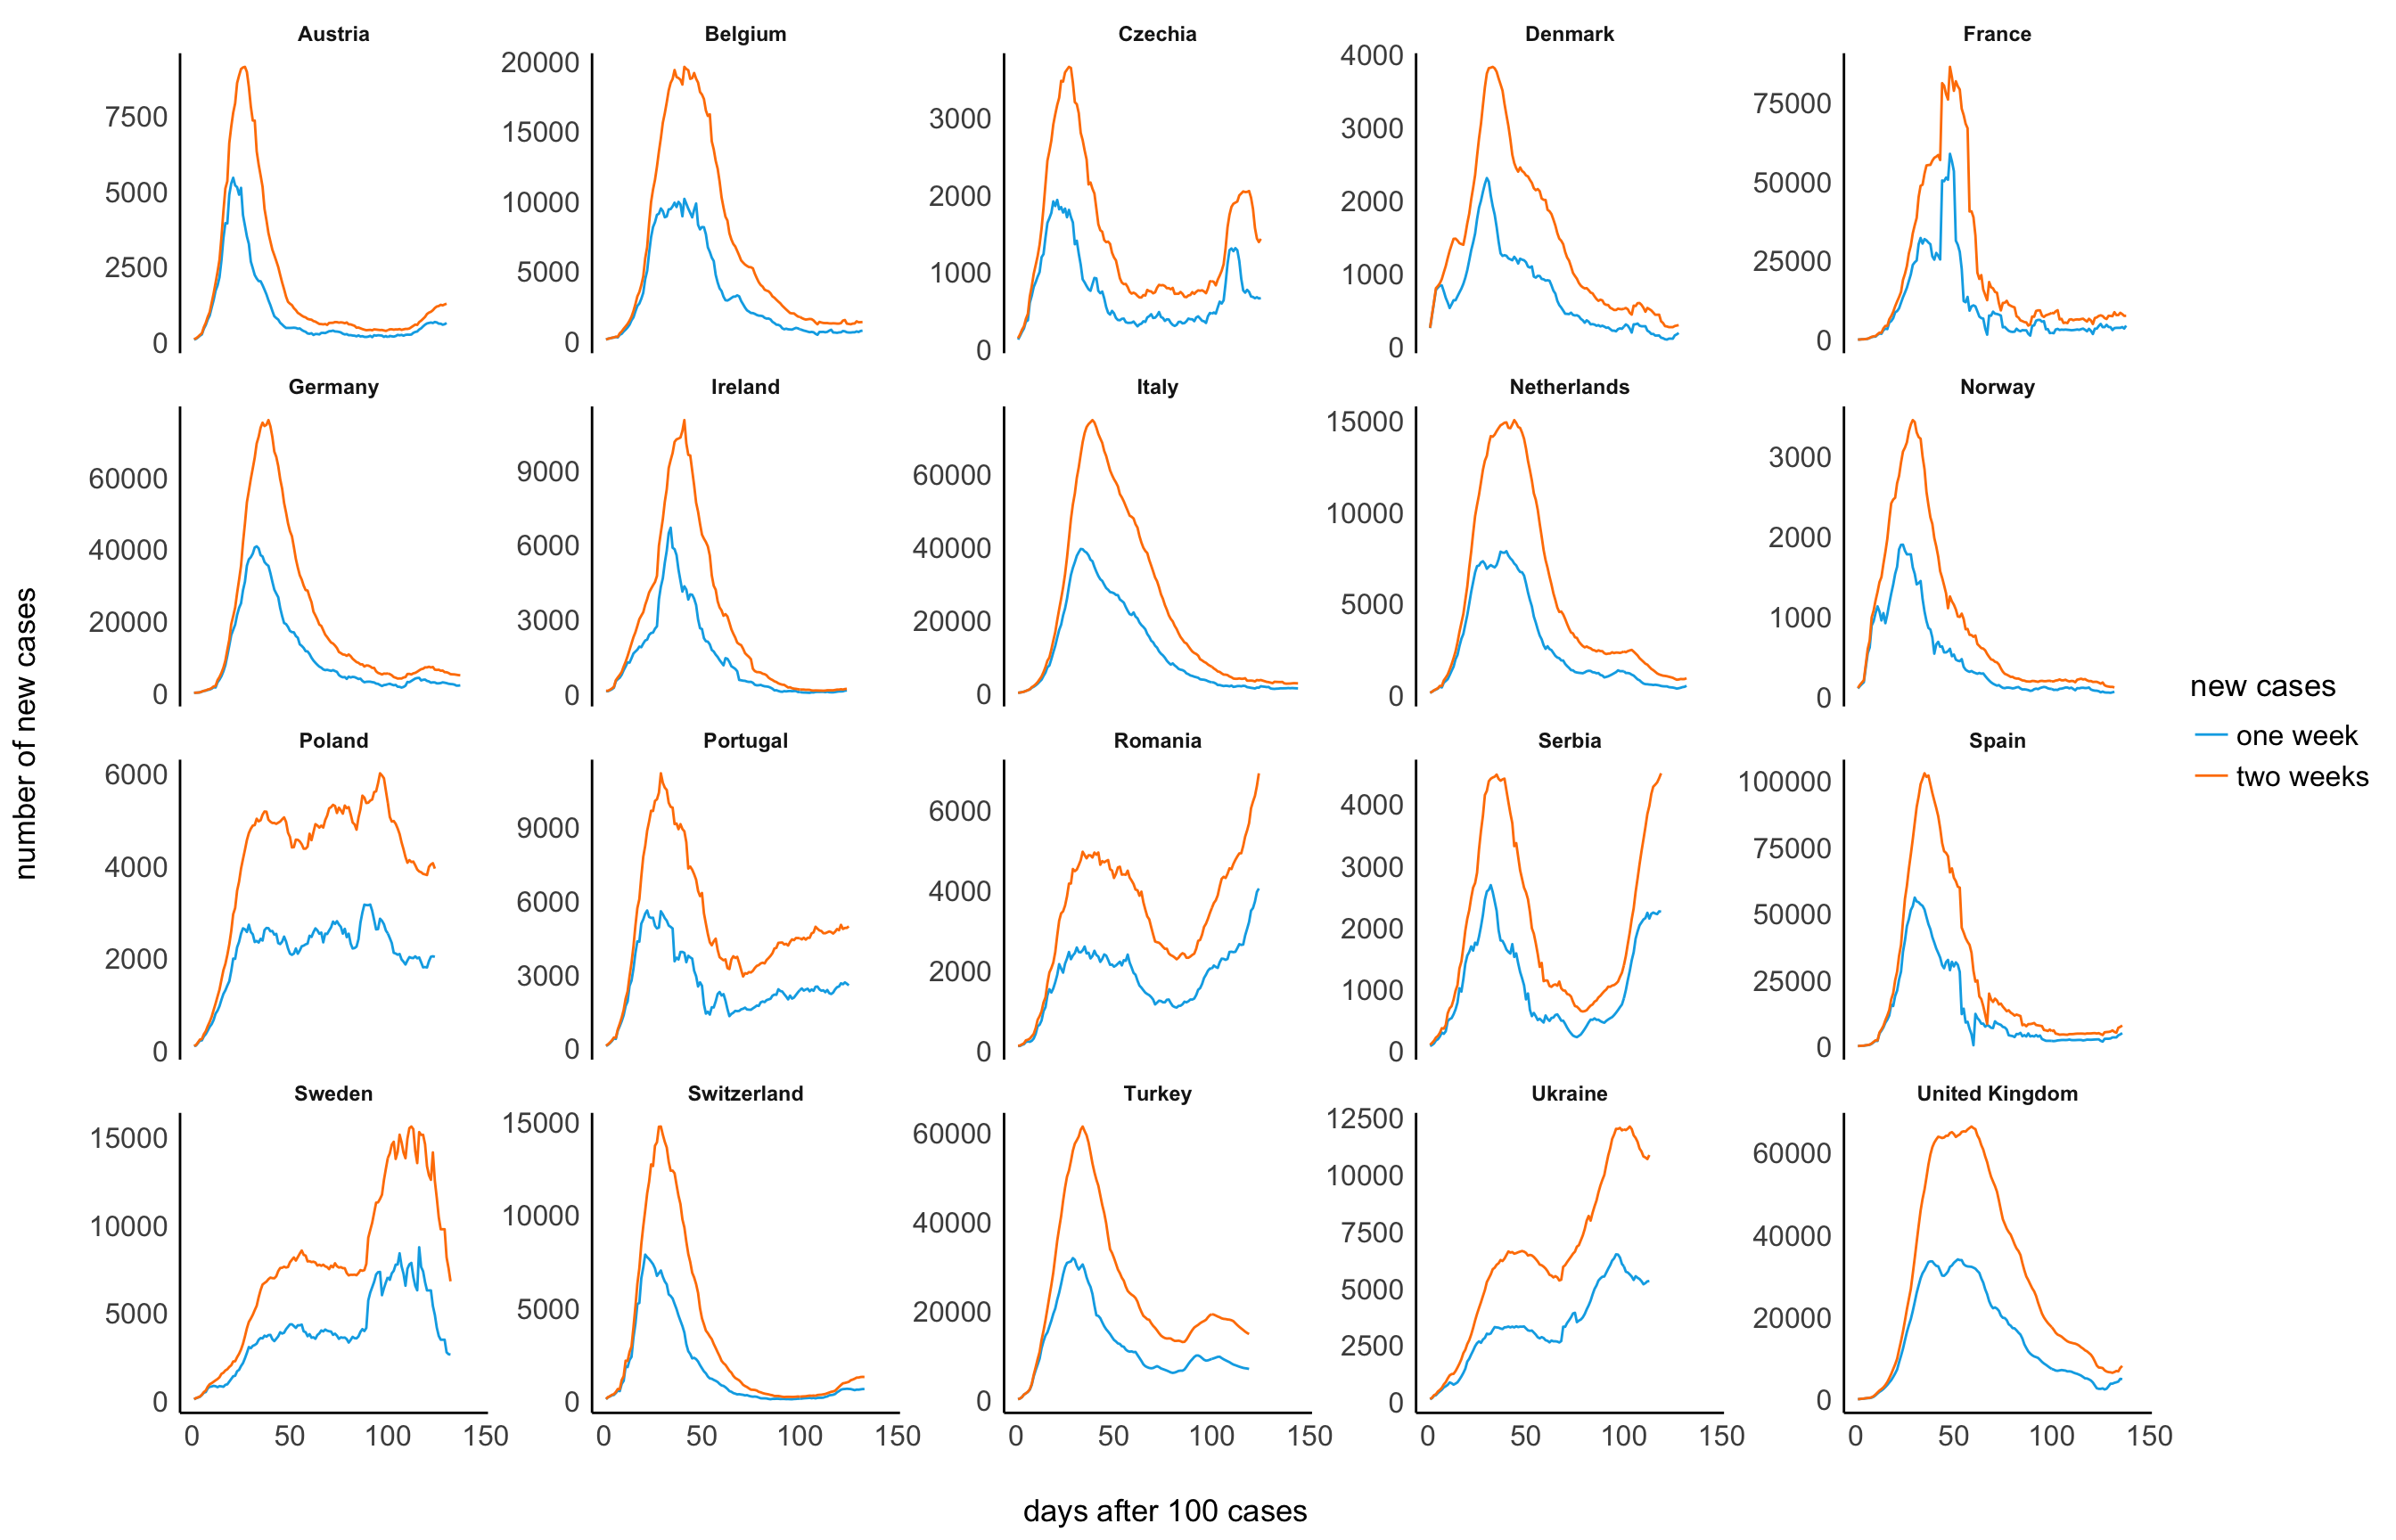 Austria
Belgium
Czechia
Denmark
France
7500
5000
2500
0
20000
15000
10000
5000
0
3000
2000
1000
0
4000
3000
2000
1000
0
75000
50000
25000
0
Germany
Ireland
Italy
Netherlands
Norway
60000
40000
20000
0
9000
6000
3000
0
60000
40000
20000
0
15000
10000
5000
0
3000
2000
1000
0
number of new cases
new cases
one week
two weeks
Poland
Portugal
Romania
Serbia
Spain
6000
4000
2000
0
9000
6000
3000
0
6000
4000
2000
0
4000
3000
2000
1000
0
100000
75000
50000
25000
0
Sweden
Switzerland
Turkey
Ukraine
United Kingdom
15000
10000
5000
0
15000
10000
5000
0
60000
40000
20000
0
12500
10000
7500
5000
2500
0
60000
40000
20000
0
0 50 100 150
0 50 100 150
0 50 100 150
0 50 100 150
0 50 100 150
days after 100 cases